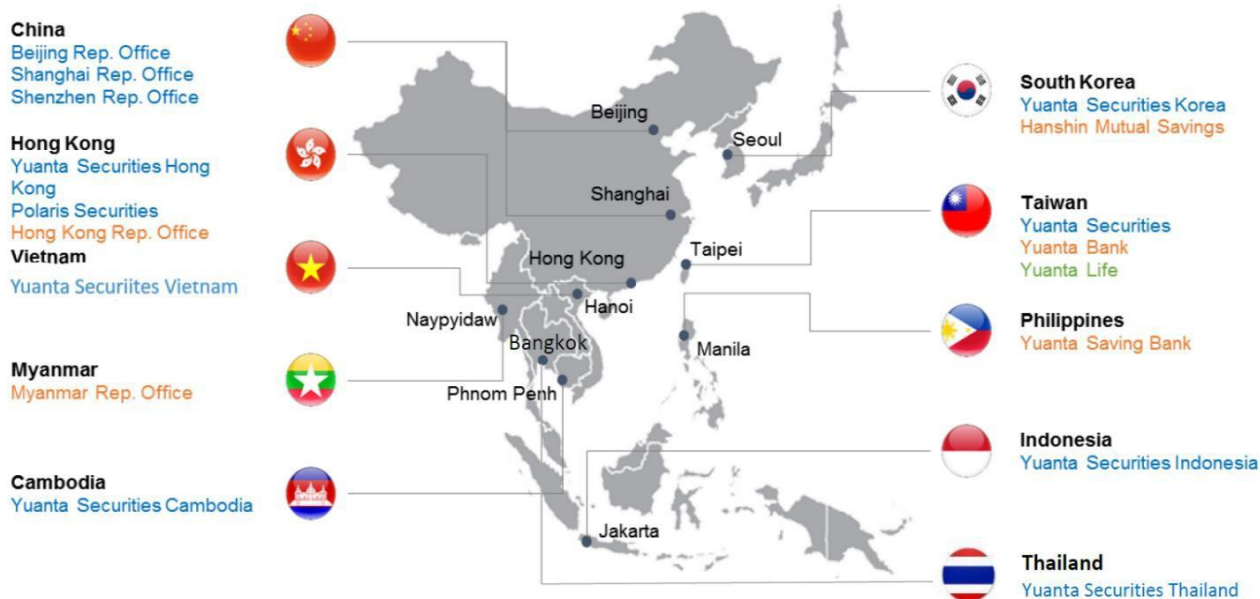 China
Beijing Rep. Office
Shanghai Rep. Office
Shenzhen Rep. Office
Hong Kong
Yuanta Securities Hong
Kong
Polaris Securities
Hong Kong Rep. Office
Vietnam
Yuanta Securiites Vietnam
Myanmar
Myanmar Rep. Office
Cambodia
Yuanta Securities Cambodia
Beijing
Seoul
Shanghai
Hong Kong
Taipei
Hanoi
Naypyidaw
Bangkok
Manila
Phnom Penh
Jakarta
South Korea
Yuanta Securities Korea
Hanshin Mutual Savings
Taiwan
Yuanta Securities
Yuanta Bank
Yuanta Life
Philippines
Yuanta Saving Bank
Indonesia
Yuanta Securities Indonesia
Thailand
Yuanta Securities Thailand